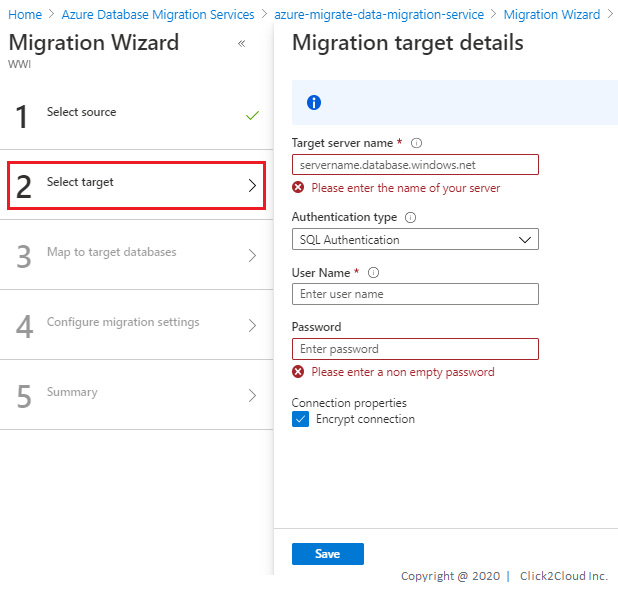 Home > Azure Database Migration Services > azure-migrate-data-migration-service > Migration Wizard >
Migration Wizard «
WWI
1 Select source
2 Select target
3 Map to target databases
4 Configure migration settings
5 Summary
Migration target details
Target server name *
servername.database.windows.net
Please enter the name of your server
Authentication type
SQL Authentication
User Name *
Enter user name
Password
Enter password
Please enter a non empty password
Connection properties
Encrypt connection
Save
Copyright @ 2020 | Click2Cloud Inc.